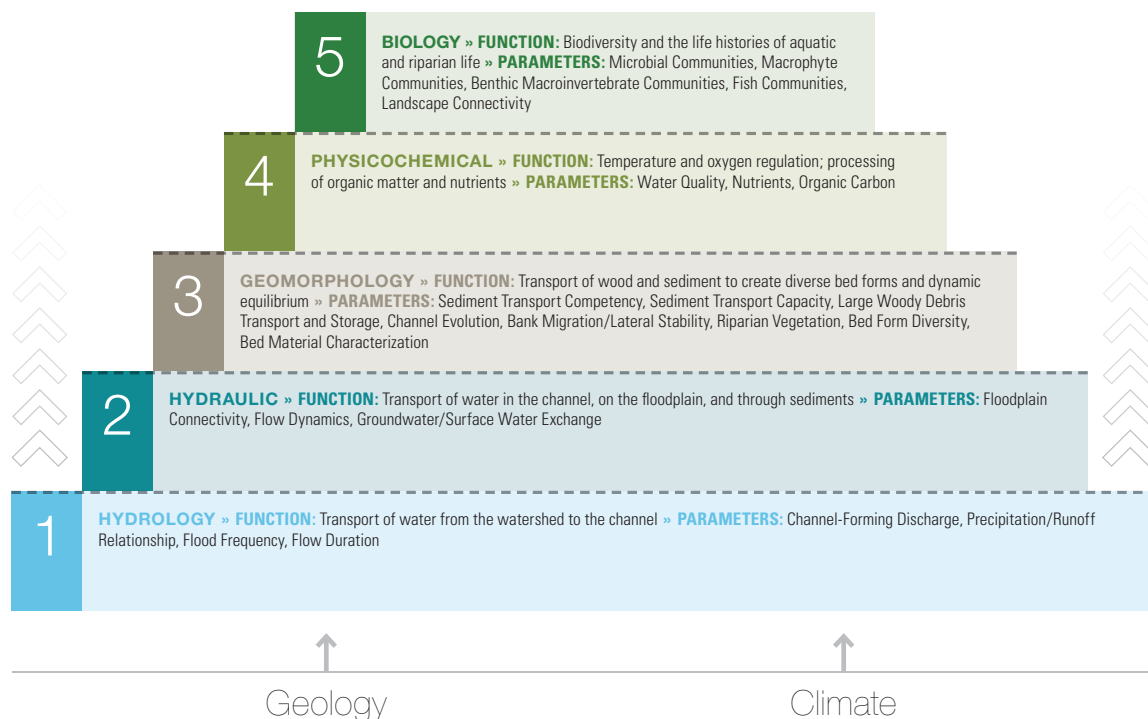 5
BIOLOGY » FUNCTION: Biodiversity and the life histories of aquatic
and riparian life » PARAMETERS: Microbial Communities, Macrophyte
Communities, Benthic Macroinvertebrate Communities, Fish Communities,
Landscape Connectivity
4
PHYSICOCHEMICAL » FUNCTION: Temperature and oxygen regulation; processing
of organic matter and nutrients » PARAMETERS: Water Quality, Nutrients, Organic Carbon
3
GEOMORPHOLOGY » FUNCTION: Transport of wood and sediment to create diverse bed forms and dynamic
equilibrium » PARAMETERS: Sediment Transport Competency, Sediment Transport Capacity, Large Woody Debris
Transport and Storage, Channel Evolution, Bank Migration/Lateral Stability, Riparian Vegetation, Bed Form Diversity,
Bed Material Characterization
2
HYDRAULIC » FUNCTION: Transport of water in the channel, on the floodplain, and through sediments » PARAMETERS: Floodplain
Connectivity, Flow Dynamics, Groundwater/Surface Water Exchange
1
HYDROLOGY » FUNCTION: Transport of water from the watershed to the channel » PARAMETERS: Channel-Forming Discharge, Precipitation/Runoff
Relationship, Flood Frequency, Flow Duration
Geology
Climate